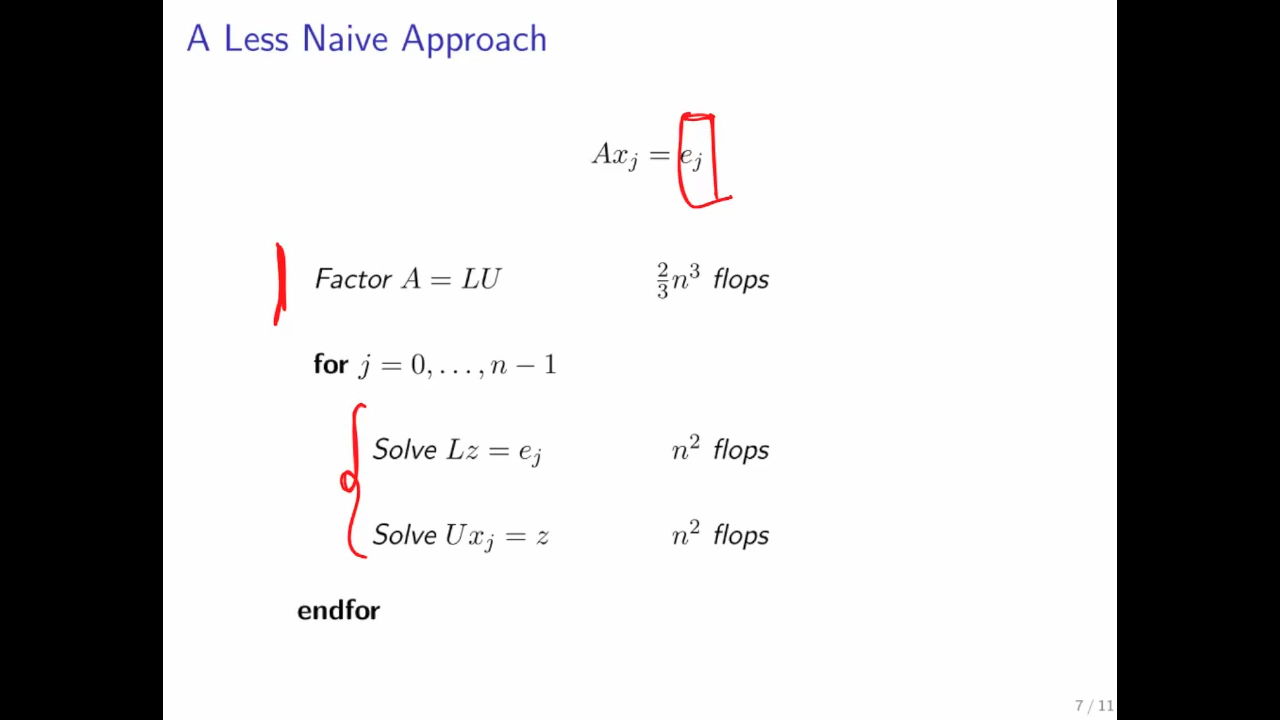 A Less Naive Approach
Axⱼ = eⱼ
Factor A = LU 2/3n³ flops
for j = 0, . . . , n − 1
Solve Lz = eⱼ n² flops
Solve Uxⱼ = z n² flops
endfor
7 / 11